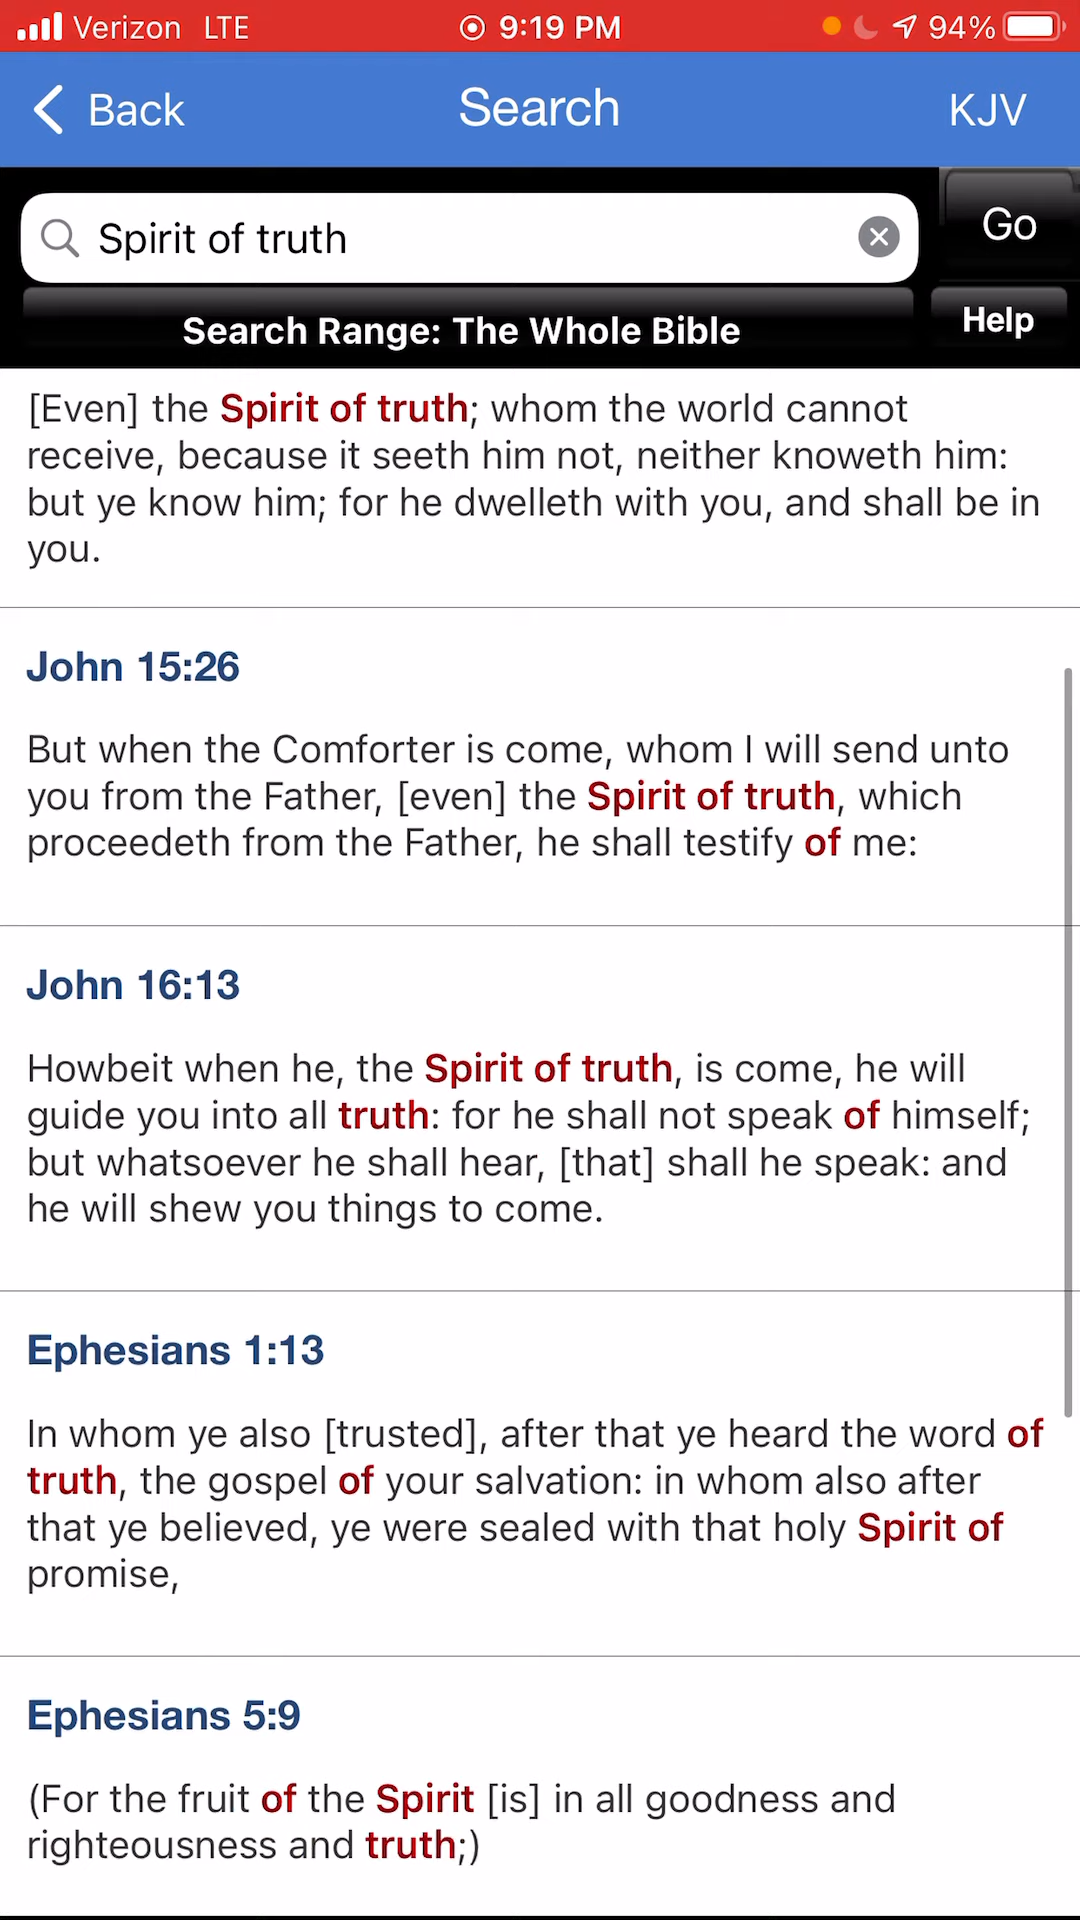 Verizon LTE 9:19 PM 94%
Back Search KJV
Spirit of truth Go
Search Range: The Whole Bible Help
[Even] the Spirit of truth; whom the world cannot
receive, because it seeth him not, neither knoweth him:
but ye know him; for he dwelleth with you, and shall be in
you.
John 15:26
But when the Comforter is come, whom I will send unto
you from the Father, [even] the Spirit of truth, which
proceedeth from the Father, he shall testify of me:
John 16:13
Howbeit when he, the Spirit of truth, is come, he will
guide you into all truth: for he shall not speak of himself;
but whatsoever he shall hear, [that] shall he speak: and
he will shew you things to come.
Ephesians 1:13
In whom ye also [trusted], after that ye heard the word of
truth, the gospel of your salvation: in whom also after
that ye believed, ye were sealed with that holy Spirit of
promise,
Ephesians 5:9
(For the fruit of the Spirit [is] in all goodness and
righteousness and truth;)